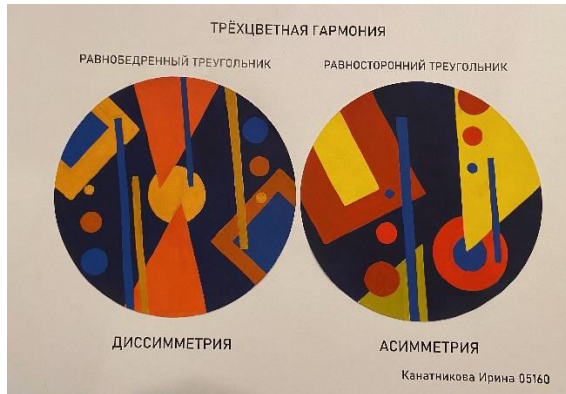 ТРЁХЦВЕТНАЯ ГАРМОНИЯ
РАВНОБЕДРЕННЫЙ ТРЕУГОЛЬНИК
РАВНОСТОРОННИЙ ТРЕУГОЛЬНИК
ДИССИММЕТРИЯ
АСИММЕТРИЯ
Канатникова Ирина 05160